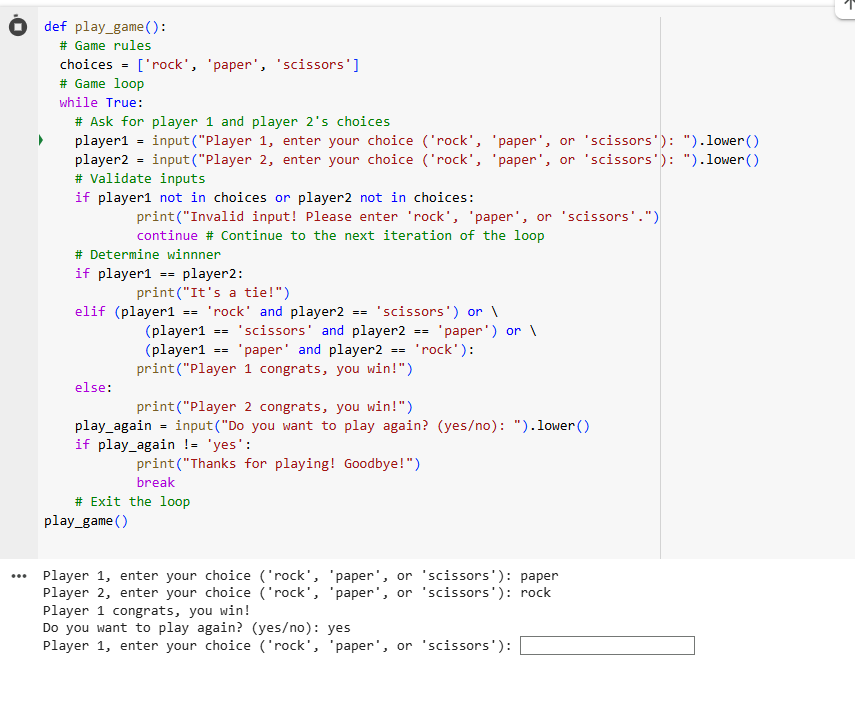 def play_game():
  # Game rules
  choices = ['rock', 'paper', 'scissors']
  # Game loop
  while True:
    # Ask for player 1 and player 2's choices
    player1 = input("Player 1, enter your choice ('rock', 'paper', or 'scissors'): ").lower()
    player2 = input("Player 2, enter your choice ('rock', 'paper', or 'scissors'): ").lower()
    # Validate inputs
    if player1 not in choices or player2 not in choices:
            print("Invalid input! Please enter 'rock', 'paper', or 'scissors'.")
            continue # Continue to the next iteration of the loop
    # Determine winnner
    if player1 == player2:
            print("It's a tie!")
    elif (player1 == 'rock' and player2 == 'scissors') or \
             (player1 == 'scissors' and player2 == 'paper') or \
             (player1 == 'paper' and player2 == 'rock'):
            print("Player 1 congrats, you win!")
    else:
            print("Player 2 congrats, you win!")
    play_again = input("Do you want to play again? (yes/no): ").lower()
    if play_again != 'yes':
            print("Thanks for playing! Goodbye!")
            break
    # Exit the loop
play_game()
Player 1, enter your choice ('rock', 'paper', or 'scissors'): paper
Player 2, enter your choice ('rock', 'paper', or 'scissors'): rock
Player 1 congrats, you win!
Do you want to play again? (yes/no): yes
Player 1, enter your choice ('rock', 'paper', or 'scissors'):